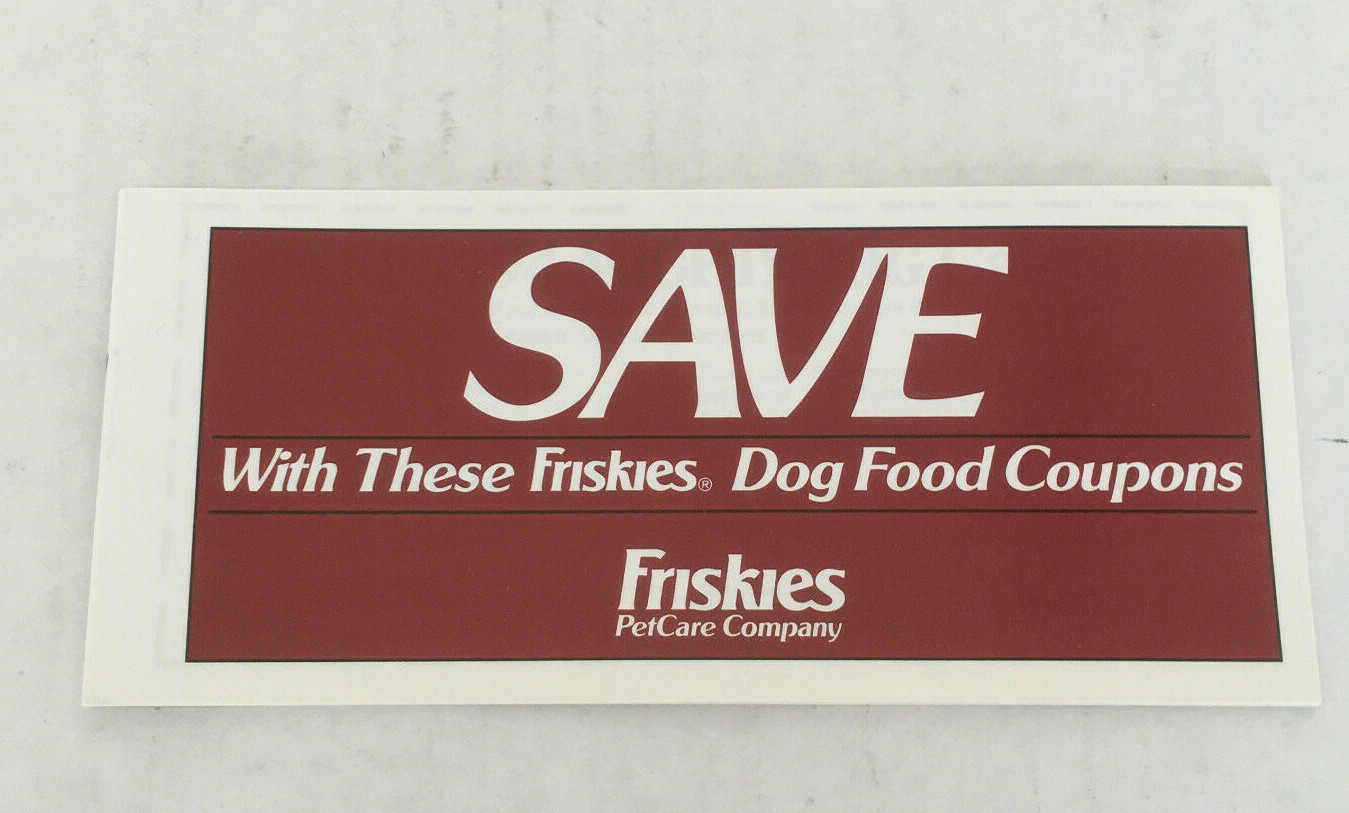 SAVE
With These Friskies® Dog Food Coupons
Friskies
PetCare Company